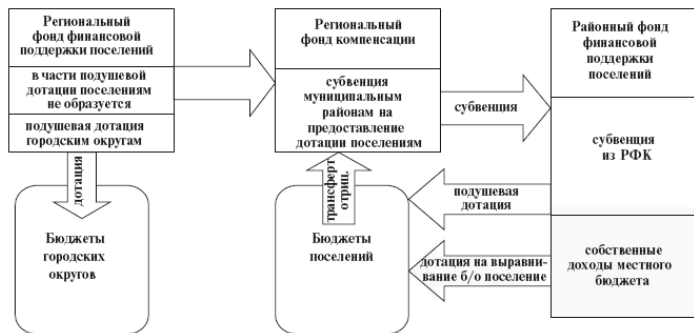 Региональный
фонд финансовой
поддержки поселений
в части подушевой
дотации поселениям
не образуется
подушевая дотация
городским округам
дотация
Бюджеты
городских
округов
Региональный
фонд компенсации
субвенция
муниципальным
районам на
предоставление
дотации поселениям
трансферт
отриц.
Бюджеты
поселений
субвенция
подушевая
дотация
дотация на выравни-
вание б/о поселение
Районный фонд
финансовой
поддержки
поселений
субвенция
из РФК
собственные
доходы местного
бюджета